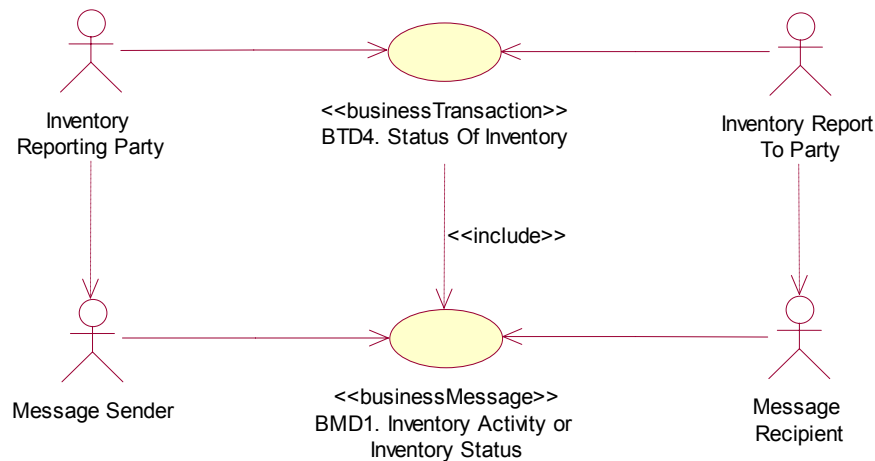 Inventory
Reporting Party
<<businessTransaction>>
BTD4. Status Of Inventory
Inventory Report
To Party
<<include>>
Message Sender
<<businessMessage>>
BMD1. Inventory Activity or
Inventory Status
Message
Recipient